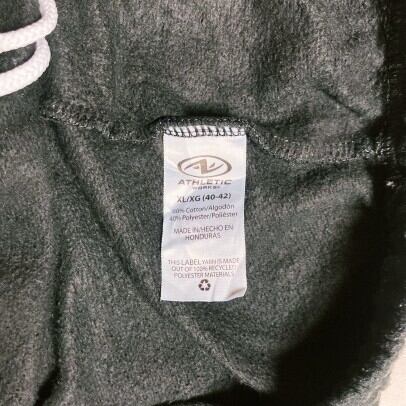 ATHLETIC
WORKS
XL/XG (40-42)
60% Cotton/Algodón
40% Polyester/Poliéster
MADE IN/HECHO EN
HONDURAS
THIS LABEL YARN IS MADE
OUT OF 100% RECYCLED
POLYESTER MATERIALS